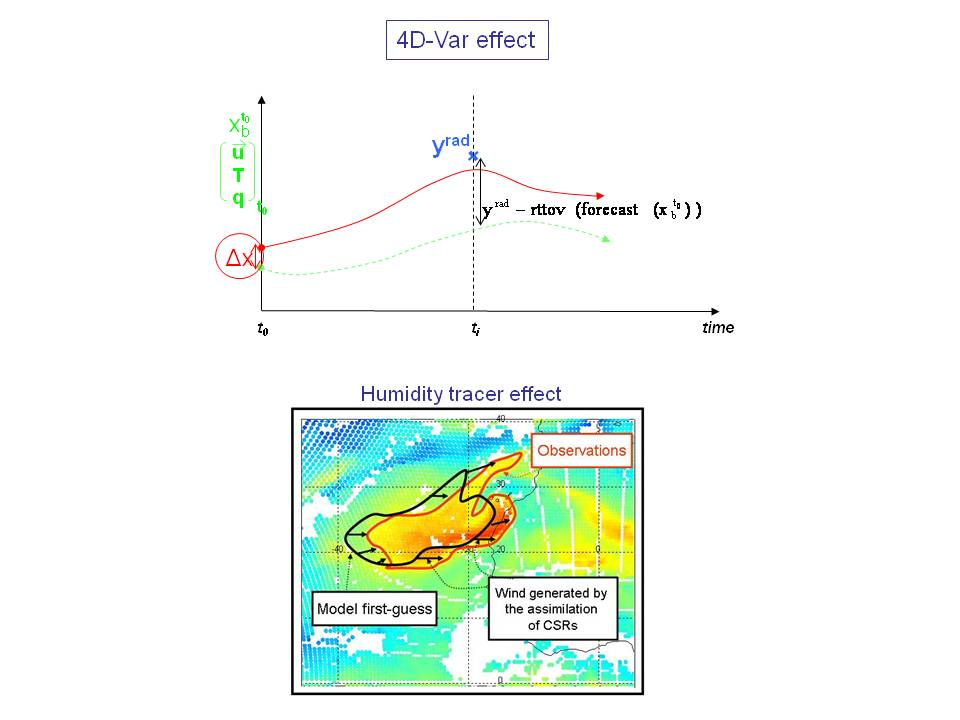 4D-Var effect
x_b^t₀
u
T
q
t₀
y^rad
y^rad – rttov (forecast (x_b^t₀))
Δx
t₀
tᵢ
time
Humidity tracer effect
40
Observations
30
-40
20
0
Wind generated by
the assimilation
of CSRs
Model first-guess
0